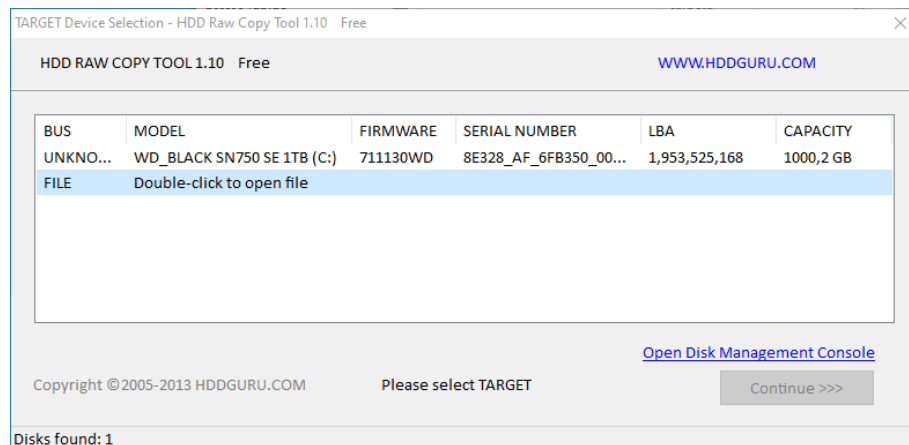 TARGET Device Selection - HDD Raw Copy Tool 1.10 Free
HDD RAW COPY TOOL 1.10 Free WWW.HDDGURU.COM
BUS MODEL FIRMWARE SERIAL NUMBER LBA CAPACITY
UNKNO... WD_BLACK SN750 SE 1TB (C:) 711130WD 8E328_AF_6FB350_00... 1,953,525,168 1000,2 GB
FILE Double-click to open file
Open Disk Management Console
Copyright ©2005-2013 HDDGURU.COM Please select TARGET Continue >>>
Disks found: 1